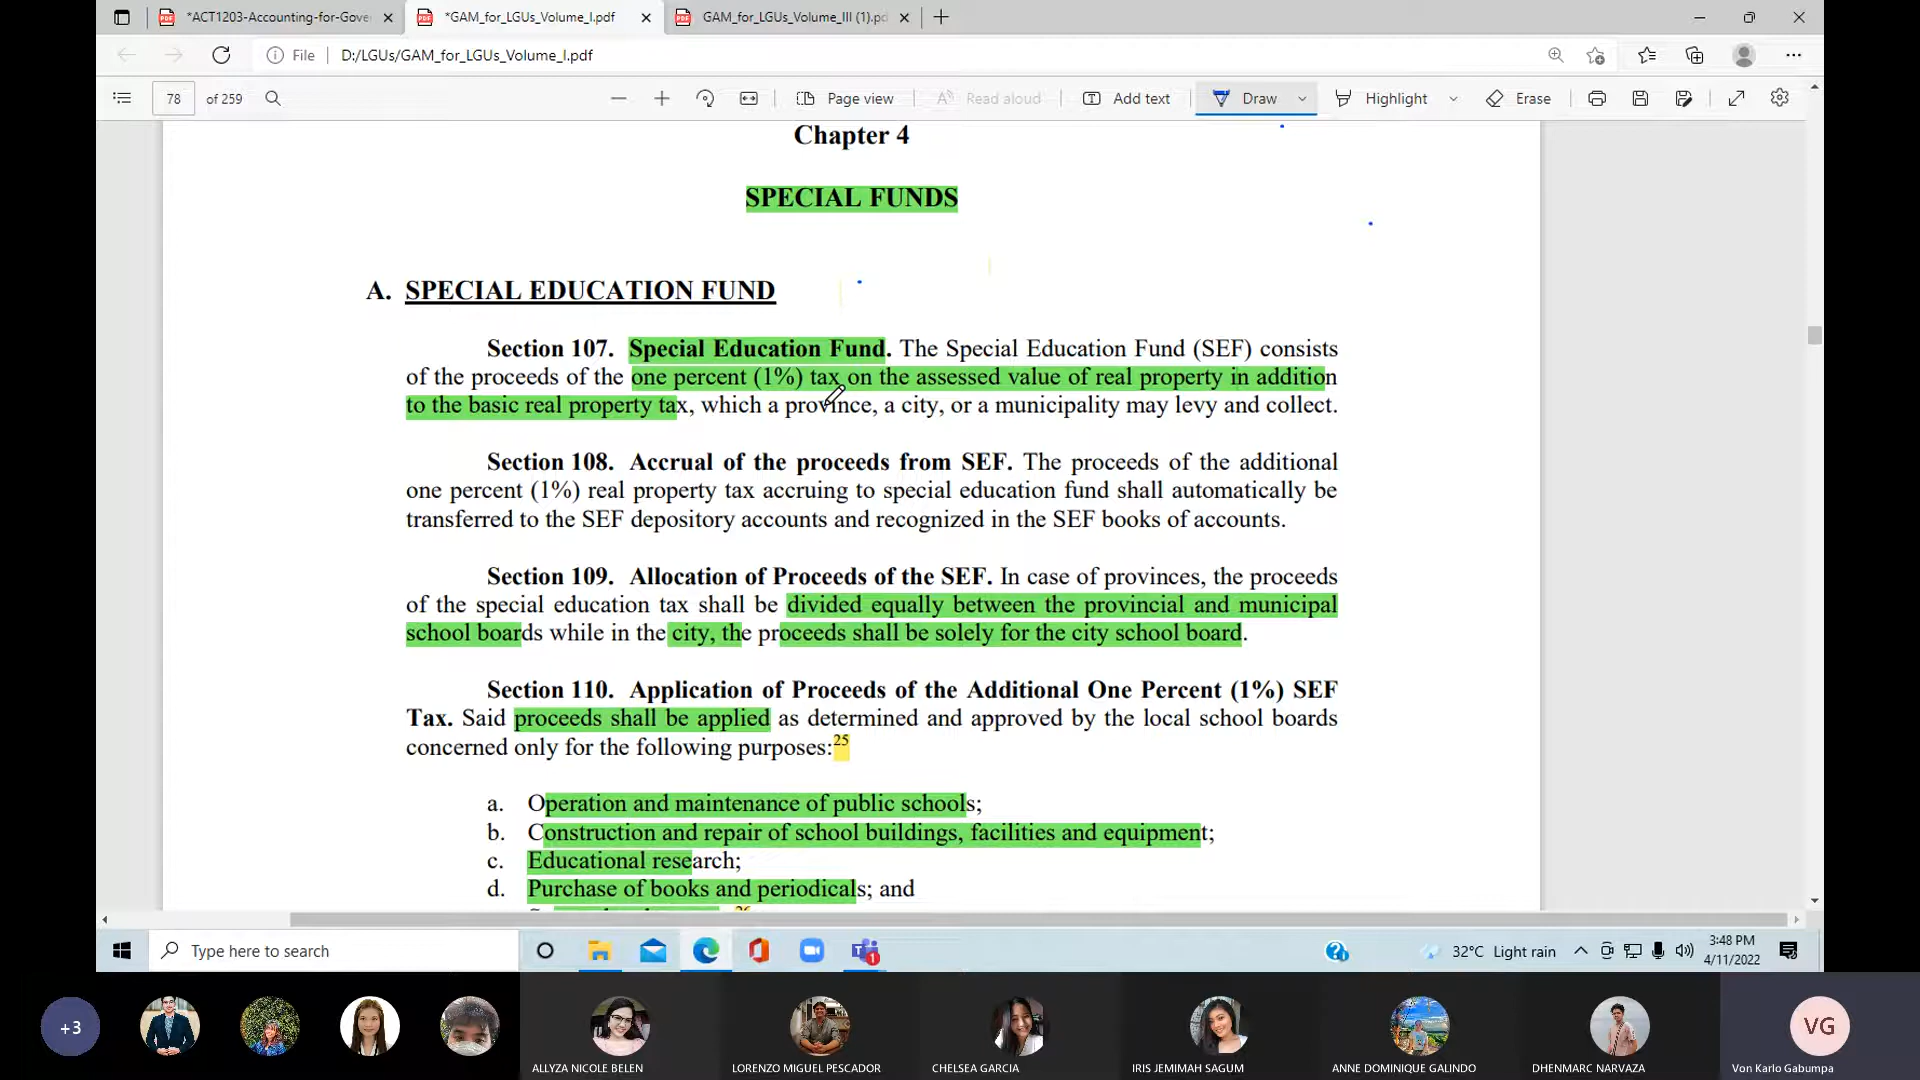 *ACT1203-Accounting-for-Gove
*GAM_for_LGUs_Volume_I.pdf
GAM_for_LGUs_Volume_III (1).pd
File
D:/LGUs/GAM_for_LGUs_Volume_I.pdf
78 of 259
Page view
Read aloud
Add text
Draw
Highlight
Erase
Chapter 4
SPECIAL FUNDS
A. SPECIAL EDUCATION FUND
Section 107. Special Education Fund. The Special Education Fund (SEF) consists
of the proceeds of the one percent (1%) tax on the assessed value of real property in addition
to the basic real property tax, which a province, a city, or a municipality may levy and collect.
Section 108. Accrual of the proceeds from SEF. The proceeds of the additional
one percent (1%) real property tax accruing to special education fund shall automatically be
transferred to the SEF depository accounts and recognized in the SEF books of accounts.
Section 109. Allocation of Proceeds of the SEF. In case of provinces, the proceeds
of the special education tax shall be divided equally between the provincial and municipal
school boards while in the city, the proceeds shall be solely for the city school board.
Section 110. Application of Proceeds of the Additional One Percent (1%) SEF
Tax. Said proceeds shall be applied as determined and approved by the local school boards
concerned only for the following purposes:25
a. Operation and maintenance of public schools;
b. Construction and repair of school buildings, facilities and equipment;
c. Educational research;
d. Purchase of books and periodicals; and
Type here to search
1
32°C Light rain
3:48 PM
4/11/2022
+3
VG
ALLYZA NICOLE BELEN
LORENZO MIGUEL PESCADOR
CHELSEA GARCIA
IRIS JEMIMAH SAGUM
ANNE DOMINIQUE GALINDO
DHENMARC NARVAZA
Von Karlo Gabumpa